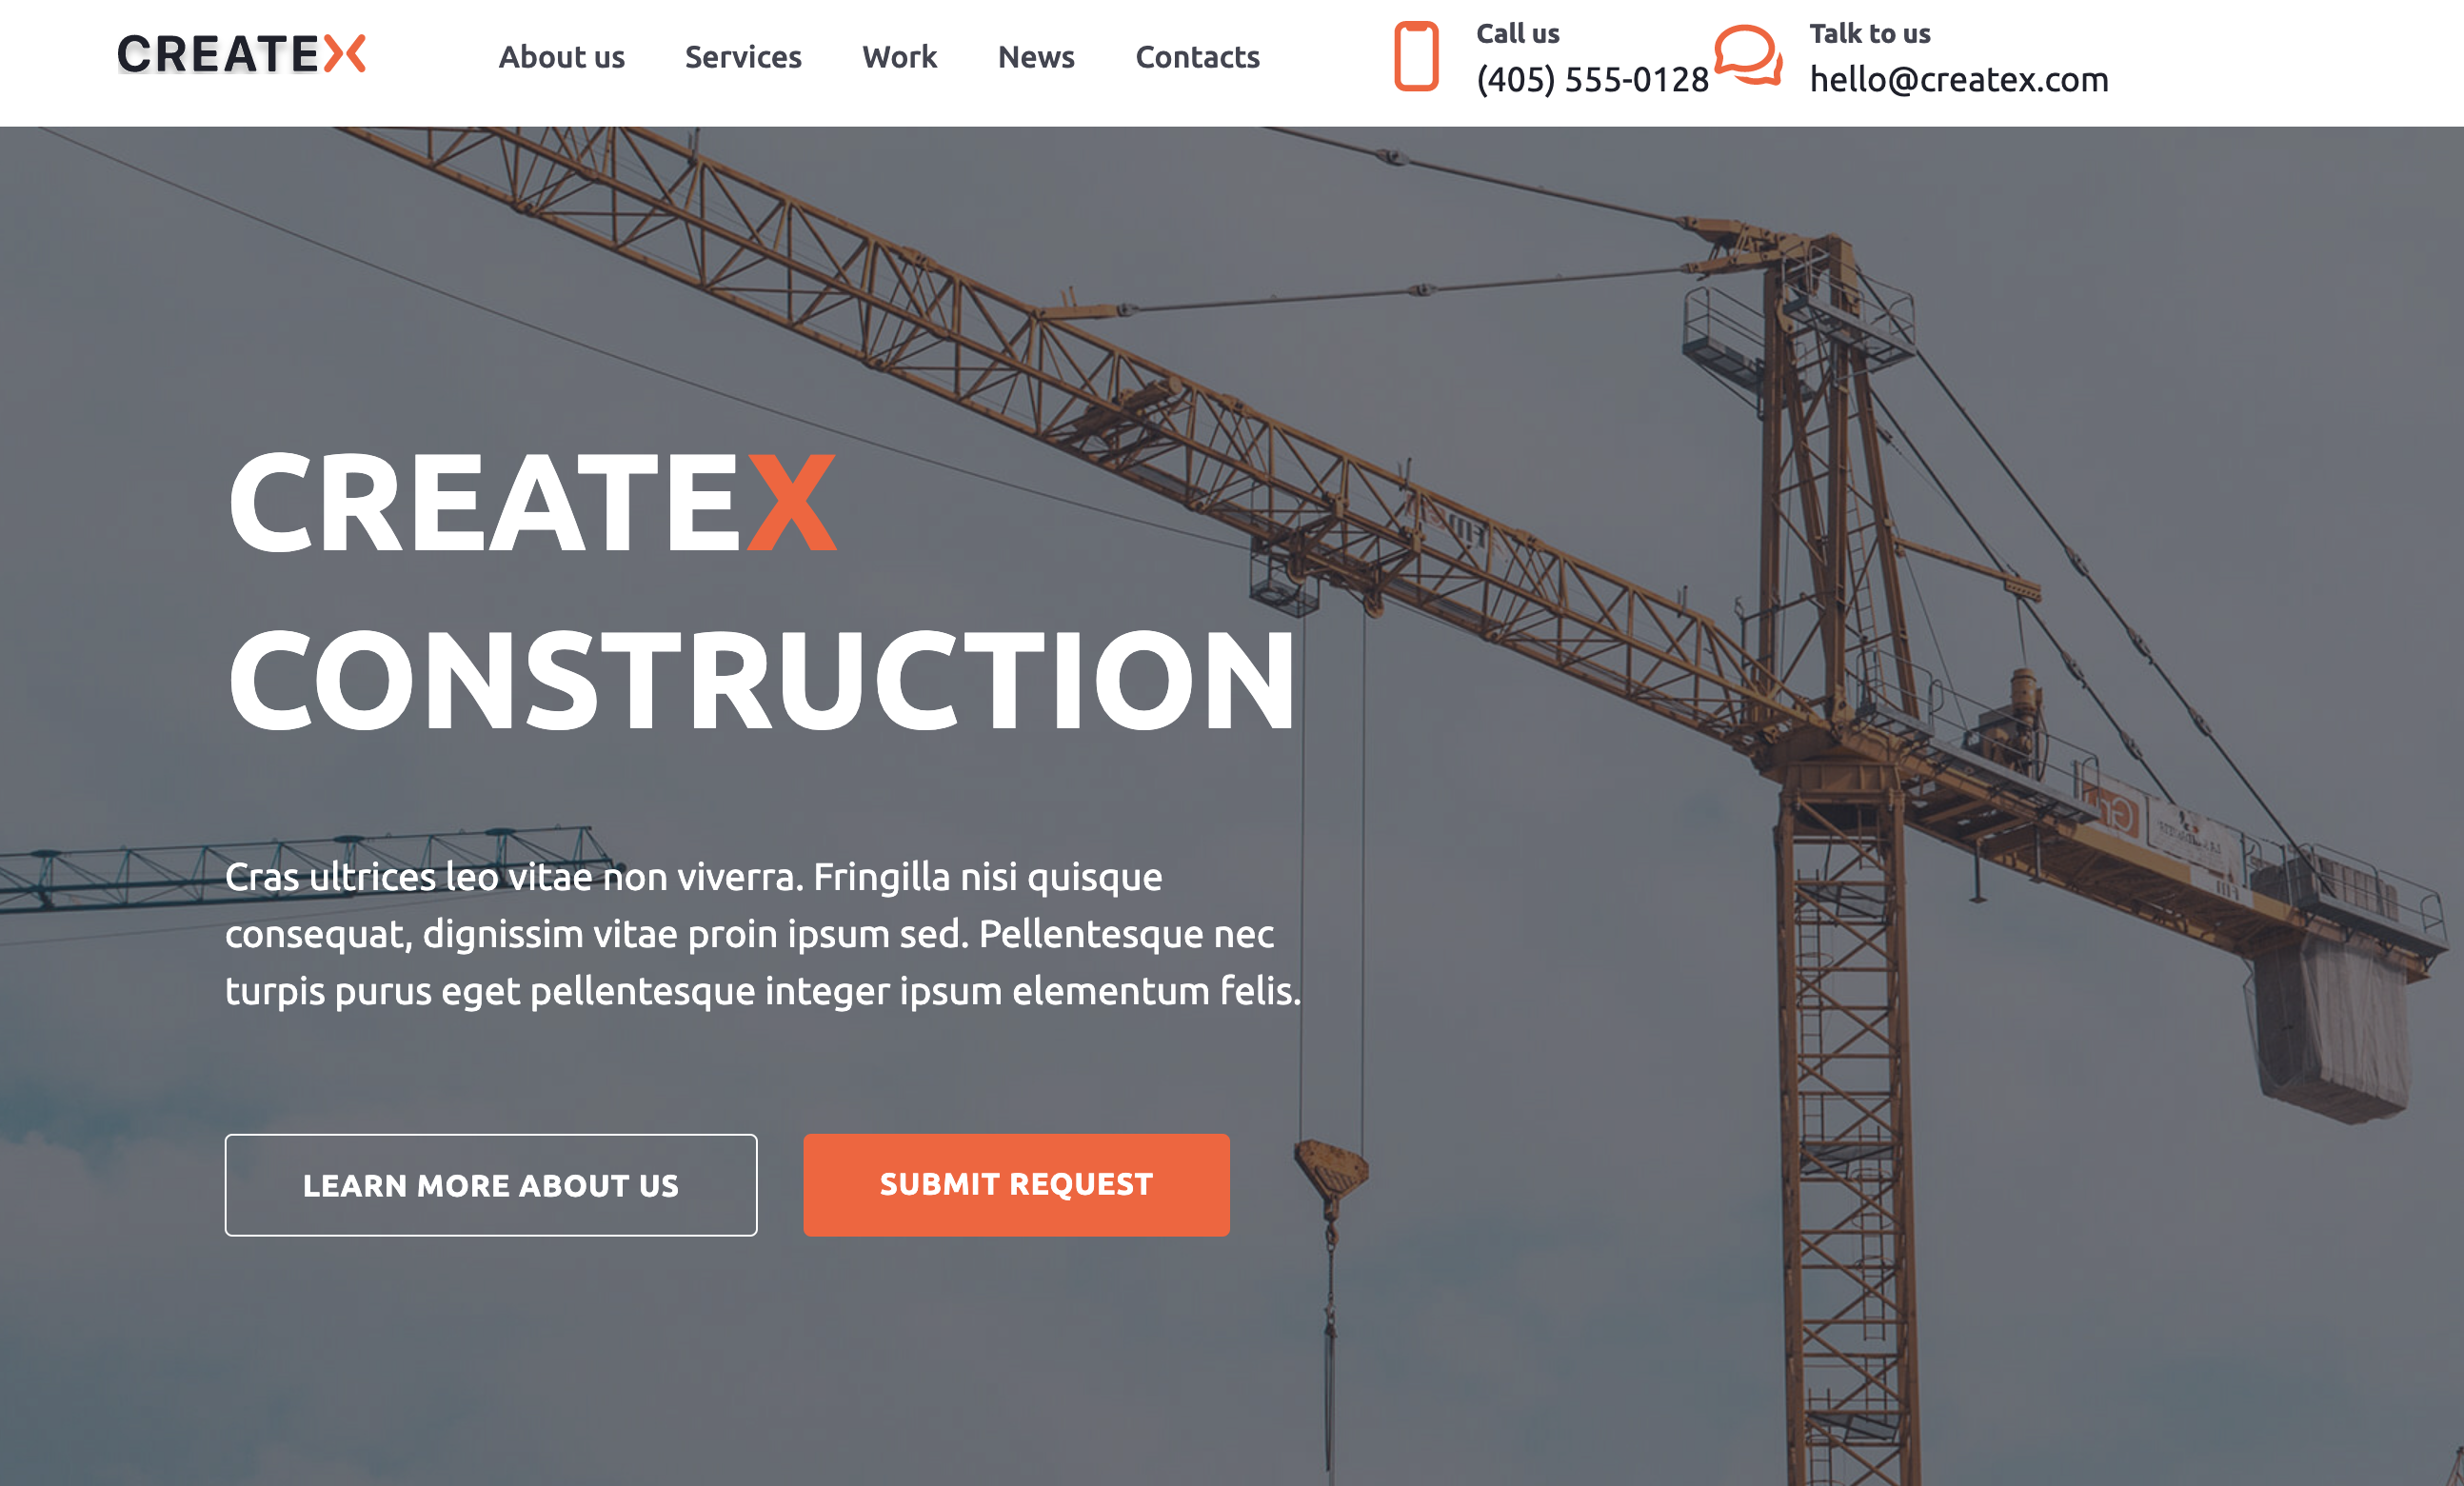 CREATEX
About us
Services
Work
News
Contacts
Call us
(405) 555-0128
Talk to us
hello@createx.com
CREATEX
CONSTRUCTION
Cras ultrices leo vitae non viverra. Fringilla nisi quisque
consequat, dignissim vitae proin ipsum sed. Pellentesque nec
turpis purus eget pellentesque integer ipsum elementum felis.
LEARN MORE ABOUT US
SUBMIT REQUEST